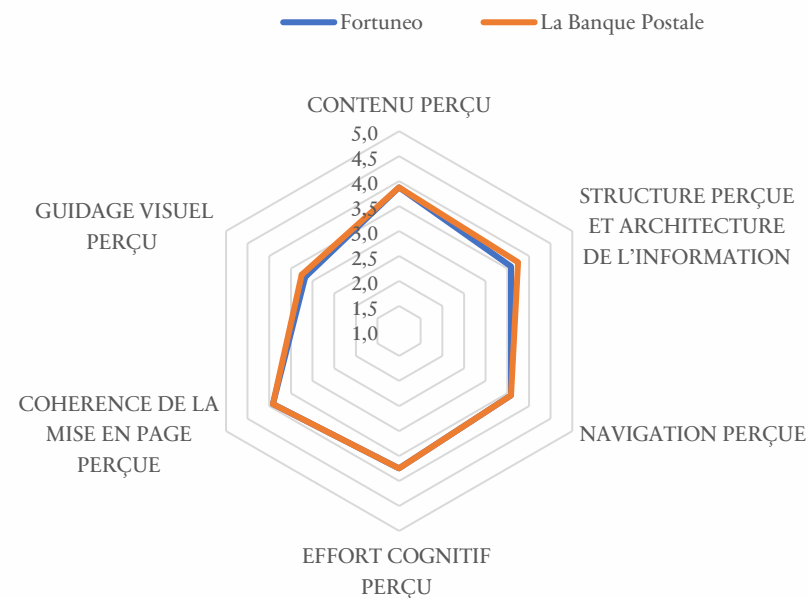 Fortuneo
La Banque Postale
CONTENU PERÇU
5,0
4,5
4,0
3,5
3,0
2,5
2,0
1,5
1,0
STRUCTURE PERÇUE
ET ARCHITECTURE
DE L’INFORMATION
NAVIGATION PERÇUE
EFFORT COGNITIF
PERÇU
COHERENCE DE LA
MISE EN PAGE
PERÇUE
GUIDAGE VISUEL
PERÇU